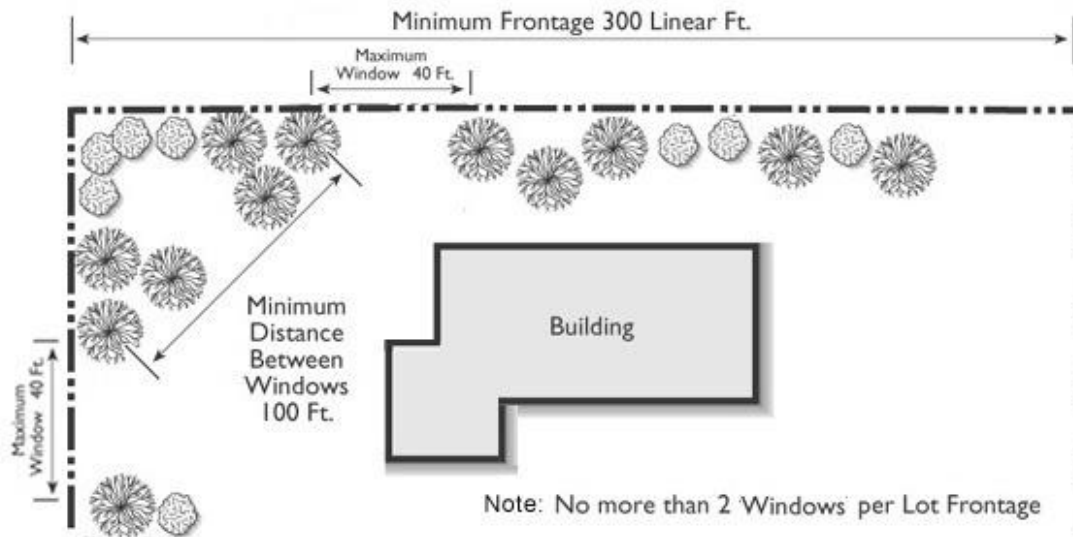 Minimum Frontage 300 Linear Ft.
Maximum
Window 40 Ft.
Minimum
Distance
Between
Windows
100 Ft.
Building
Maximum
Window 40 Ft.
Note: No more than 2 'Windows' per Lot Frontage